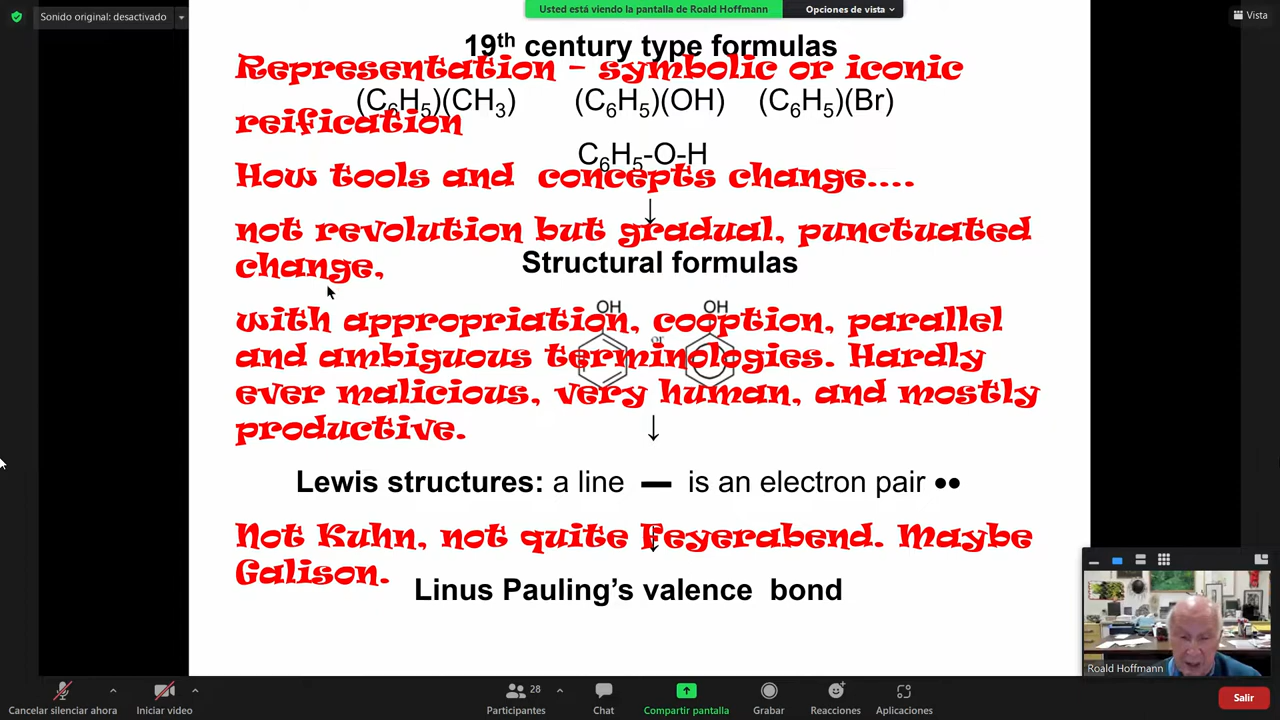 Sonido original: desactivado
Usted está viendo la pantalla de Roald Hoffmann
Opciones de vista
Vista
19th century type formulas
Representation – symbolic or iconic
(C6H5)(CH3) (C6H5)(OH) (C6H5)(Br)
reification
C6H5-O-H
How tools and concepts change....
↓
not revolution but gradual, punctuated
change,
Structural formulas
OH OH
with appropriation, cooption, parallel
or
and ambiguous terminologies. Hardly
ever malicious, very human, and mostly
productive.
↓
Lewis structures: a line — is an electron pair ••
Not Kuhn, not quite Feyerabend. Maybe
↓
Galison.
Linus Pauling’s valence bond
Roald Hoffmann
28
Cancelar silenciar ahora
Iniciar video
Participantes
Chat
Compartir pantalla
Grabar
Reacciones
Aplicaciones
Salir